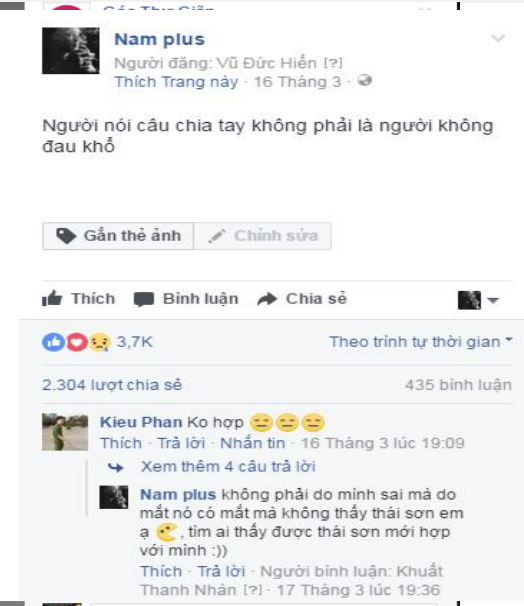 Nam plus
Người đăng: Vũ Đức Hiển [?]
Thích Trang này · 16 Tháng 3 ·
Người nói câu chia tay không phải là người không
đau khổ
Gắn thẻ ảnh Chỉnh sửa
Thích Bình luận Chia sẻ
3,7K Theo trình tự thời gian
2.304 lượt chia sẻ 435 bình luận
Kieu Phan Ko hợp 😑😑😑
Thích · Trả lời · Nhắn tin · 16 Tháng 3 lúc 19:09
Xem thêm 4 câu trả lời
Nam plus không phải do mình sai mà do
mắt nó có mắt mà không thấy thái sơn em
ạ , tìm ai thấy được thái sơn mới hợp
với mình :))
Thích · Trả lời · Người bình luận: Khuất
Thanh Nhàn [?] · 17 Tháng 3 lúc 19:36